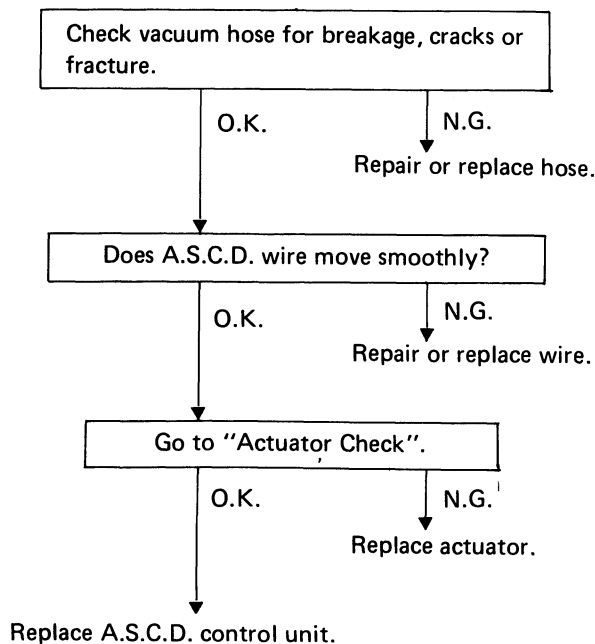 Check vacuum hose for breakage, cracks or
fracture.
O.K.
N.G.
Repair or replace hose.
Does A.S.C.D. wire move smoothly?
O.K.
N.G.
Repair or replace wire.
Go to "Actuator Check".
O.K.
N.G.
Replace actuator.
Replace A.S.C.D. control unit.